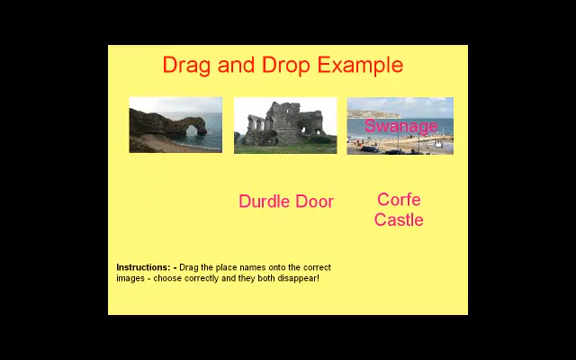 Drag and Drop Example
Swanage
Durdle Door
Corfe
Castle
Instructions: - Drag the place names onto the correct
images - choose correctly and they both disappear!